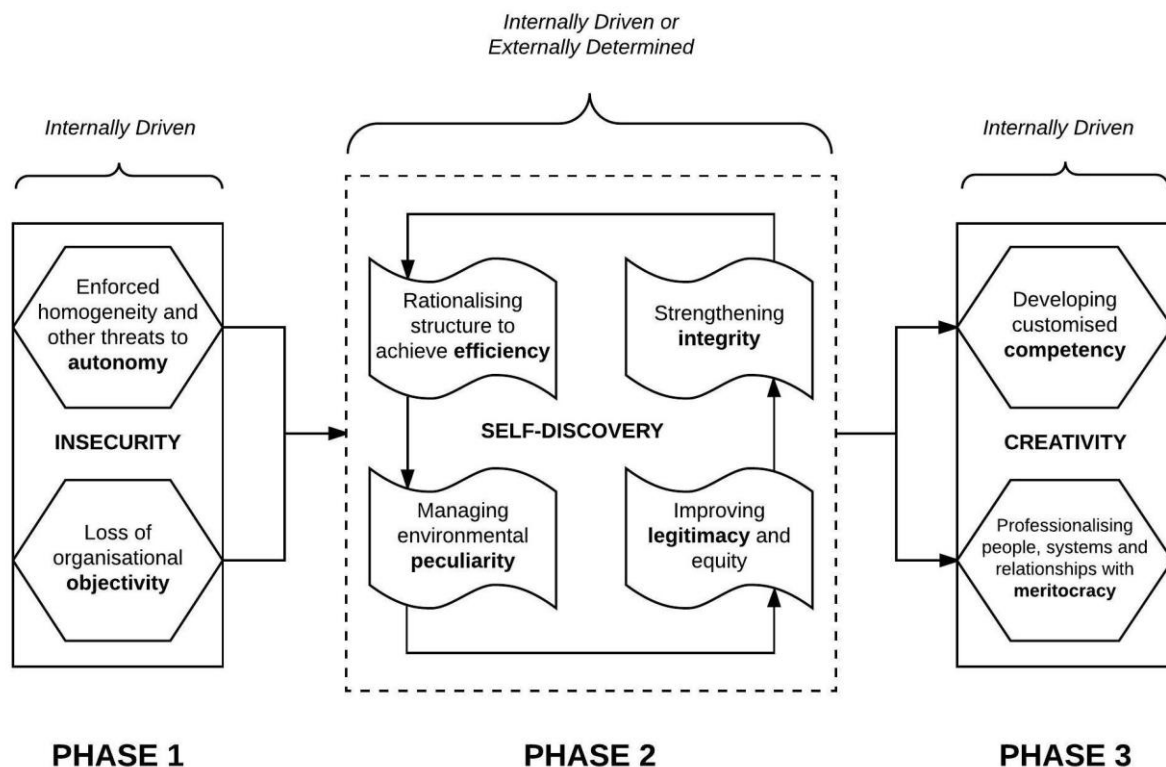 Internally Driven or
Externally Determined
Internally Driven
Internally Driven
Enforced
homogeneity and
other threats to
autonomy
INSECURITY
Loss of
organisational
objectivity
Rationalising
structure to
achieve efficiency
Strengthening
integrity
SELF-DISCOVERY
Managing
environmental
peculiarity
Improving
legitimacy and
equity
Developing
customised
competency
CREATIVITY
Professionalising
people, systems and
relationships with
meritocracy
PHASE 1
PHASE 2
PHASE 3